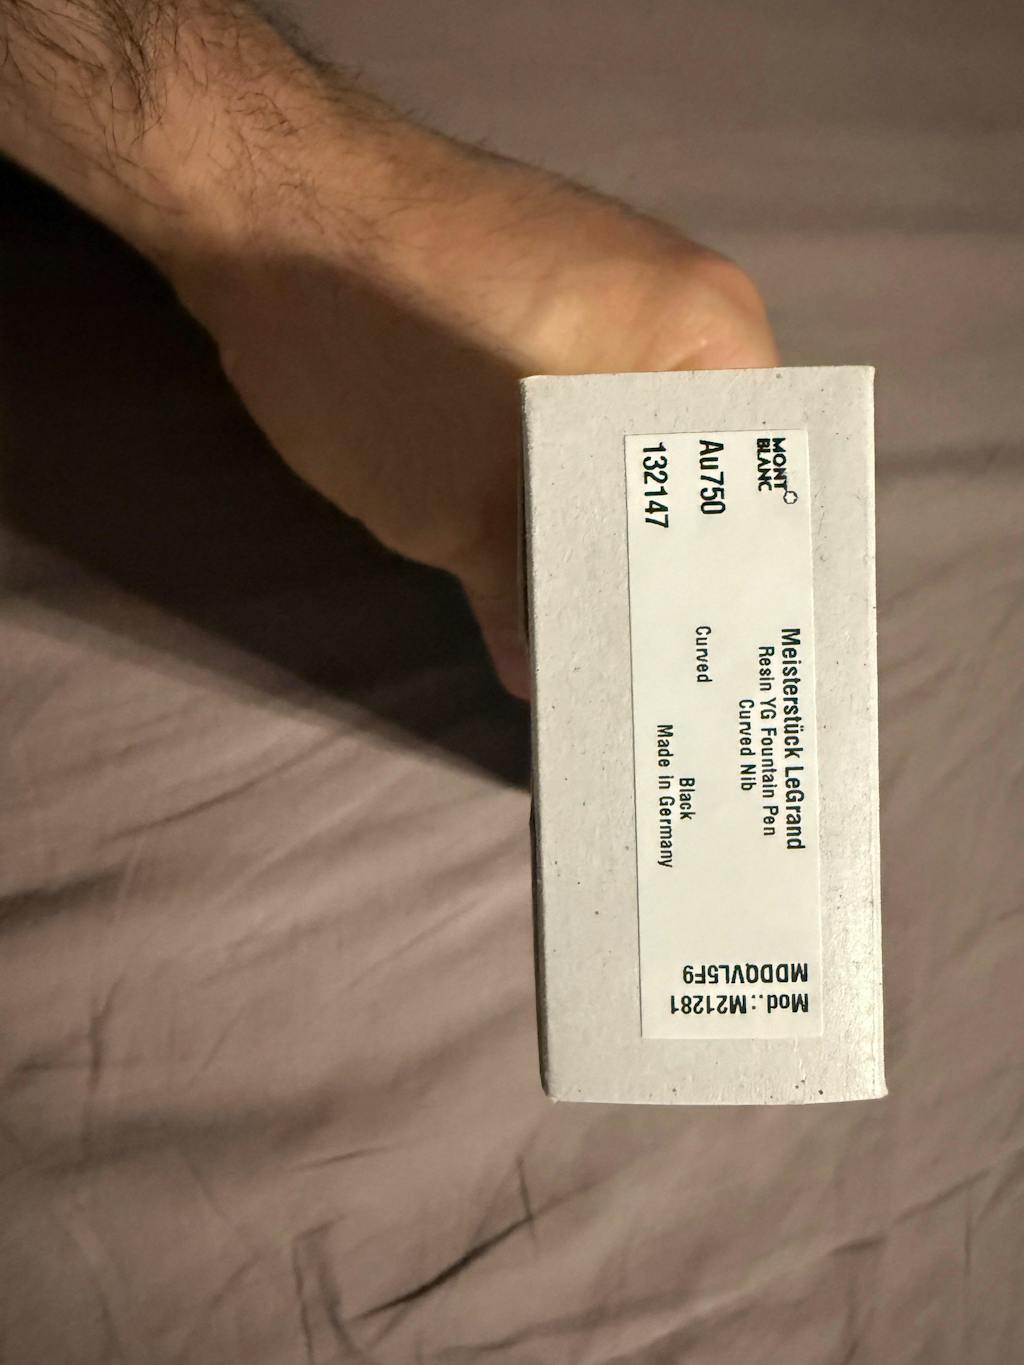 MONT
BLANC
Meisterstück LeGrand
Resin YG Fountain Pen
Curved Nib
Au750
Curved
Black
132147
Made in Germany
Mod.:M21281
MDDQVL5F9